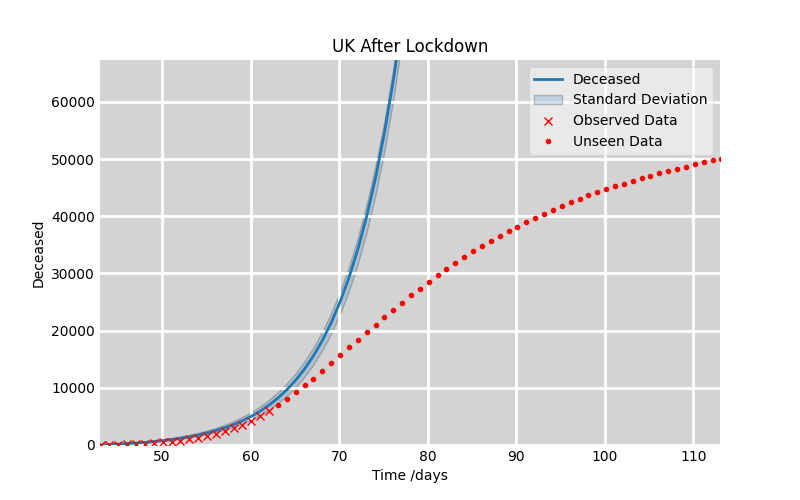 UK After Lockdown
Deceased
Standard Deviation
Observed Data
Unseen Data
60000
50000
40000
30000
20000
10000
0
Deceased
50 60 70 80 90 100 110
Time /days